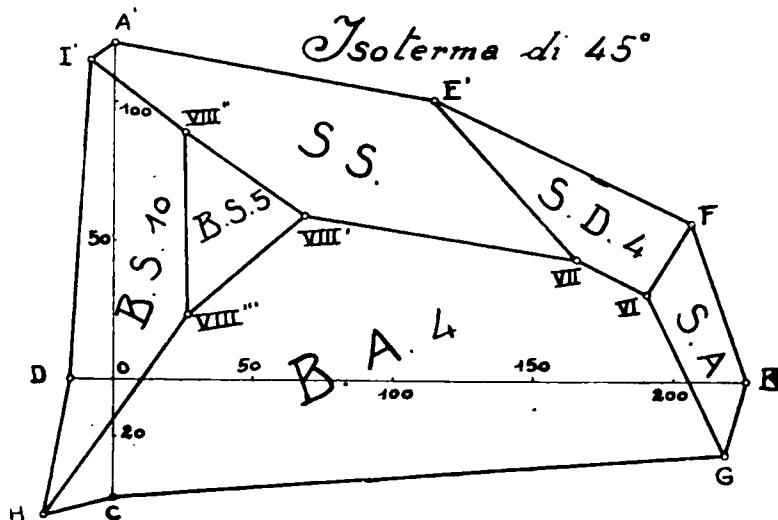 A'
Isoterma di 45°
I'
E'
100
VIII"
S S.
S. D. 4
F
B.S.5
B.S. 10
VIII'
50
VII
VI
VIII'''
S. A
B A. 4
D
0
50
100
150
200
20
G
H
C